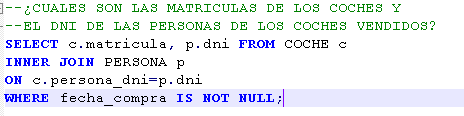 --¿CUALES SON LAS MATRICULAS DE LOS COCHES Y
--EL DNI DE LAS PERSONAS DE LOS COCHES VENDIDOS?
SELECT c.matricula, p.dni FROM COCHE c
INNER JOIN PERSONA p
ON c.persona_dni=p.dni
WHERE fecha_compra IS NOT NULL;